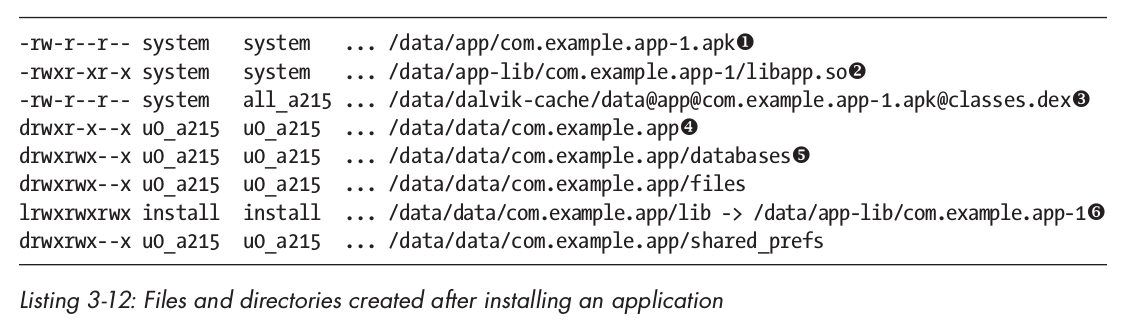 -rw-r--r-- system   system   ... /data/app/com.example.app-1.apk❶
-rwxr-xr-x system   system   ... /data/app-lib/com.example.app-1/libapp.so❷
-rw-r--r-- system   all_a215 ... /data/dalvik-cache/data@app@com.example.app-1.apk@classes.dex❸
drwxr-x--x u0_a215  u0_a215  ... /data/data/com.example.app❹
drwxrwx--x u0_a215  u0_a215  ... /data/data/com.example.app/databases❺
drwxrwx--x u0_a215  u0_a215  ... /data/data/com.example.app/files
lrwxrwxrwx install  install  ... /data/data/com.example.app/lib -> /data/app-lib/com.example.app-1❻
drwxrwx--x u0_a215  u0_a215  ... /data/data/com.example.app/shared_prefs
Listing 3-12: Files and directories created after installing an application